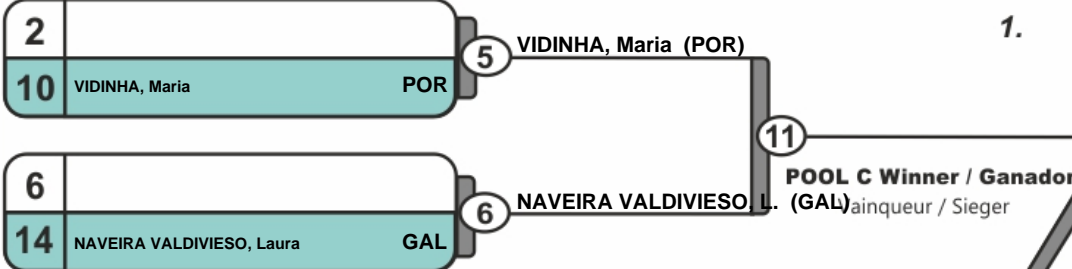 2
10 VIDINHA, Maria POR
5
VIDINHA, Maria (POR)
1.
11
POOL C Winner / Ganador
Vainqueur / Sieger
6
14 NAVEIRA VALDIVIESO, Laura GAL
6
NAVEIRA VALDIVIESO, L. (GAL)